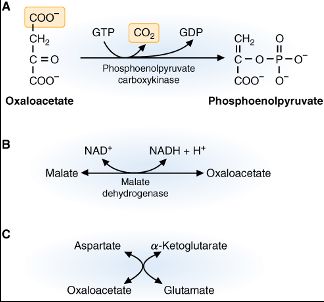 A
COO⁻
CH₂
C=O
COO⁻
Oxaloacetate
GTP
CO₂
GDP
Phosphoenolpyruvate
carboxykinase
CH₂
C—O—P—O⁻
O
O⁻
COO⁻
Phosphoenolpyruvate
B
NAD⁺
NADH + H⁺
Malate
Malate
dehydrogenase
Oxaloacetate
C
Aspartate
α-Ketoglutarate
Oxaloacetate
Glutamate